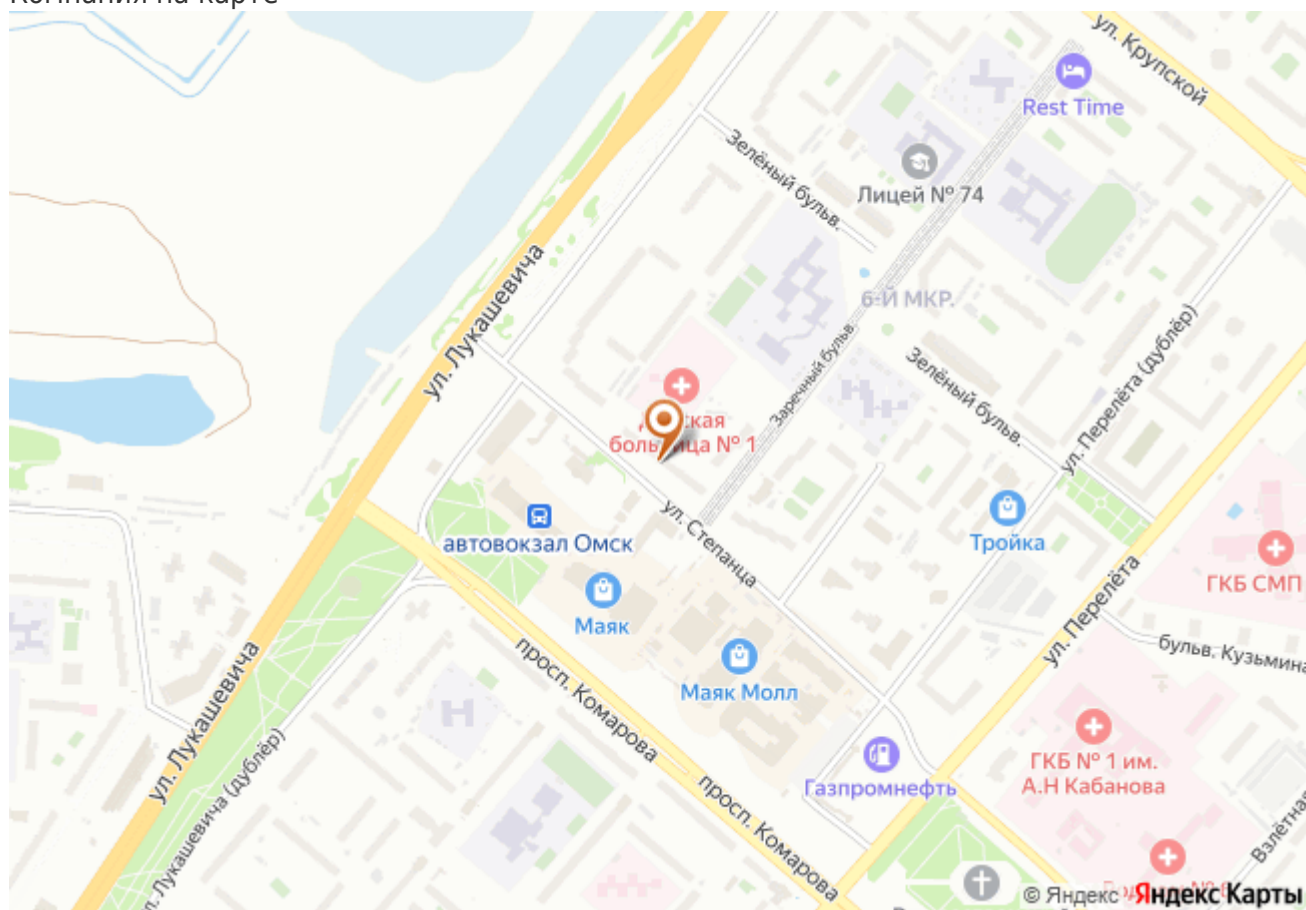 Компания на карте
ул. Крупской
Rest Time
Зелёный бульв.
Лицей № 74
ул. Лукашевича
6-Й МКР.
Заречный бульв.
Зелёный бульв.
ул. Перелёта (дублёр)
больница № 1
ул. Степанца
автовокзал Омск
Тройка
ГКБ СМП
Маяк
ул. Перелёта
бульв. Кузьмина
просп. Комарова
Маяк Молл
ул. Лукашевича
ул. Лукашевича (дублёр)
ГКБ № 1 им.
А.Н Кабанова
Газпромнефть
просп. Комарова
Взлётная
© Яндекс Яндекс Карты